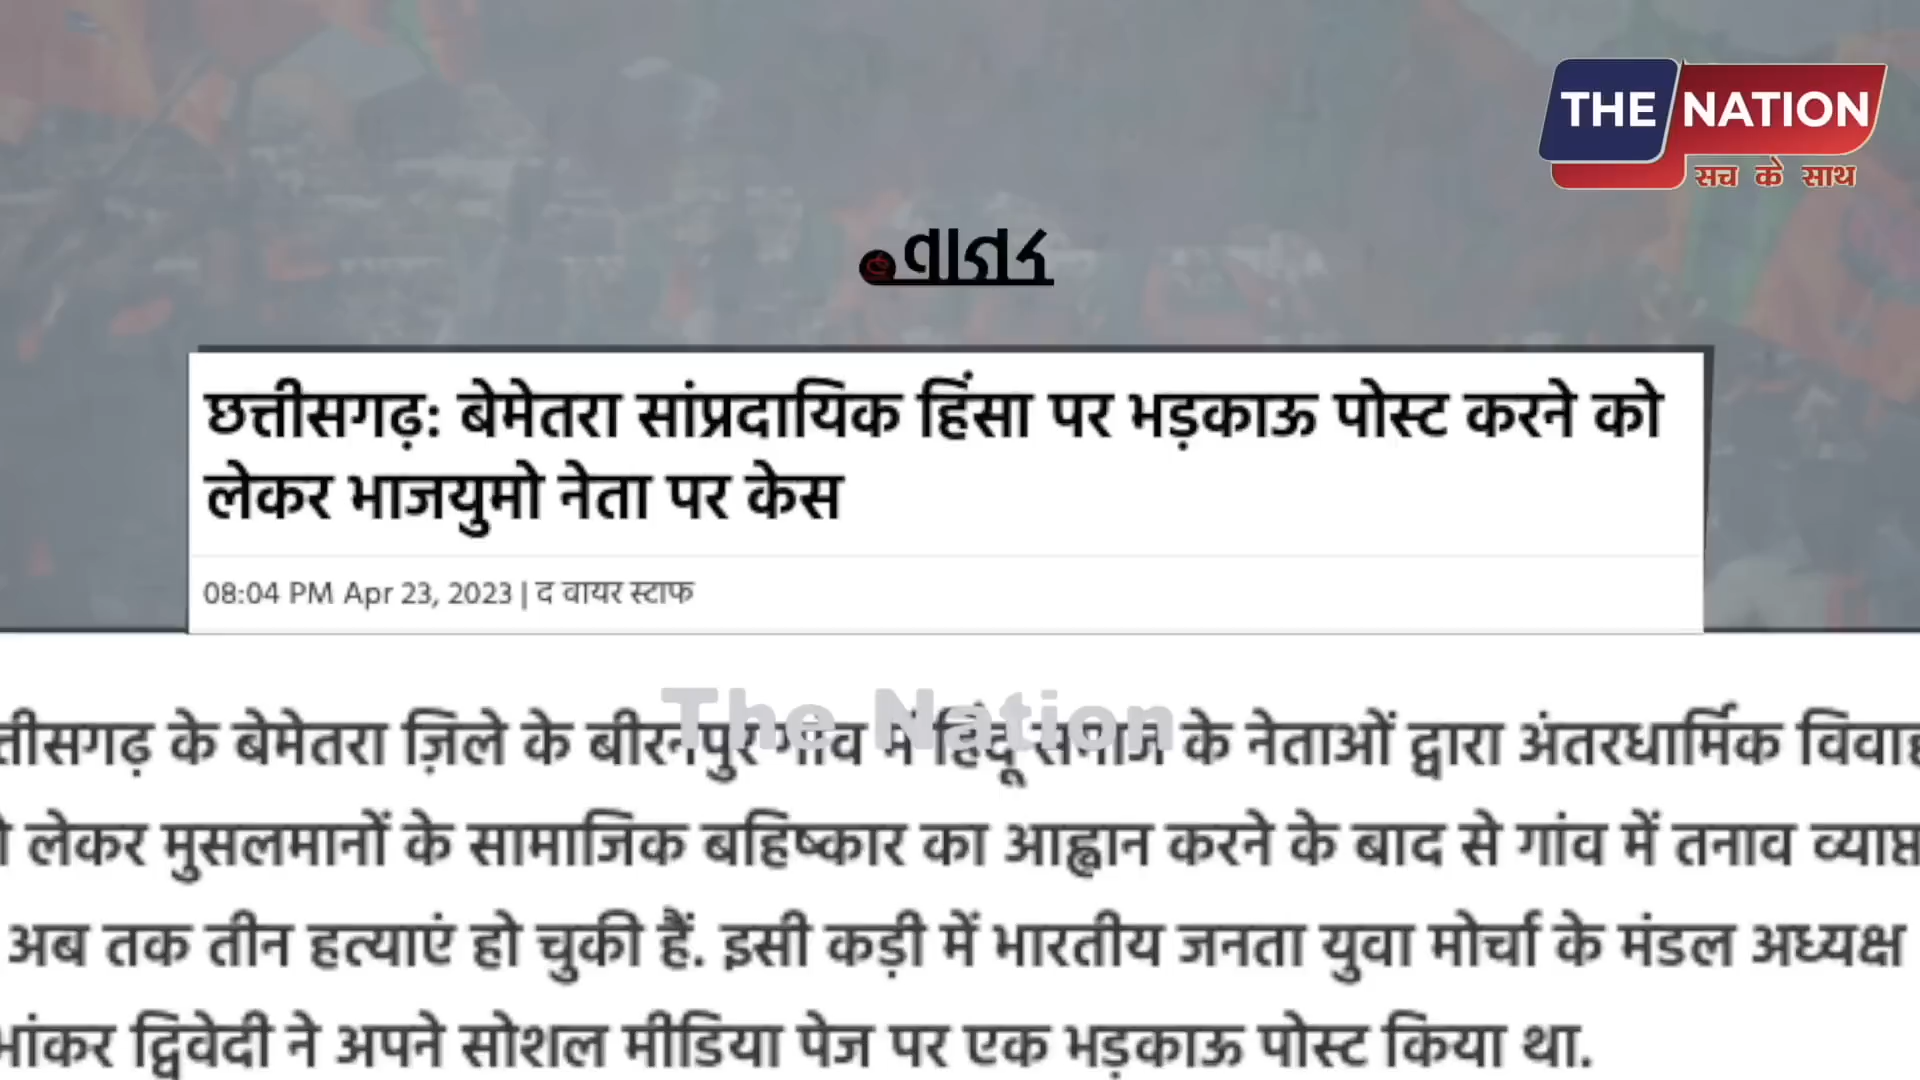 THE NATION
सच के साथ
छत्तीसगढ़: बेमेतरा सांप्रदायिक हिंसा पर भड़काऊ पोस्ट करने को
लेकर भाजयुमो नेता पर केस
08:04 PM Apr 23, 2023 | द वायर स्टाफ
The Nation
त्तीसगढ़ के बेमेतरा ज़िले के बीरनपुर गांव में हिंदू समाज के नेताओं द्वारा अंतरधार्मिक विवाह
लेकर मुसलमानों के सामाजिक बहिष्कार का आह्वान करने के बाद से गांव में तनाव व्याप्त
अब तक तीन हत्याएं हो चुकी हैं. इसी कड़ी में भारतीय जनता युवा मोर्चा के मंडल अध्यक्ष
द्विवेदी ने अपने सोशल मीडिया पेज पर एक भड़काऊ पोस्ट किया था.